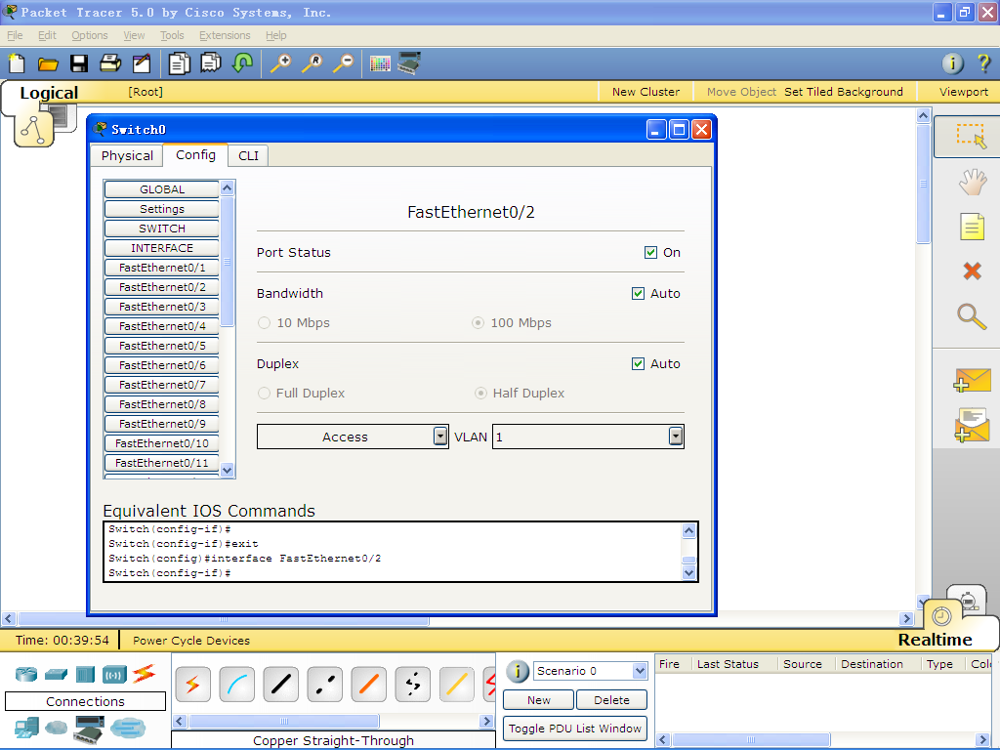 Packet Tracer 5.0 by Cisco Systems, Inc.
File Edit Options View Tools Extensions Help
Logical [Root] New Cluster Move Object Set Tiled Background Viewport
Switch0
Physical Config CLI
GLOBAL
Settings
SWITCH
INTERFACE
FastEthernet0/1
FastEthernet0/2
FastEthernet0/3
FastEthernet0/4
FastEthernet0/5
FastEthernet0/6
FastEthernet0/7
FastEthernet0/8
FastEthernet0/9
FastEthernet0/10
FastEthernet0/11
FastEthernet0/2
Port Status On
Bandwidth Auto
10 Mbps 100 Mbps
Duplex Auto
Full Duplex Half Duplex
Access VLAN 1
Equivalent IOS Commands
Switch(config-if)#
Switch(config-if)#exit
Switch(config)#interface FastEthernet0/2
Switch(config-if)#
Time: 00:39:54 Power Cycle Devices Realtime
Connections
Copper Straight-Through
Scenario 0
New Delete
Toggle PDU List Window
Fire Last Status Source Destination Type Colo